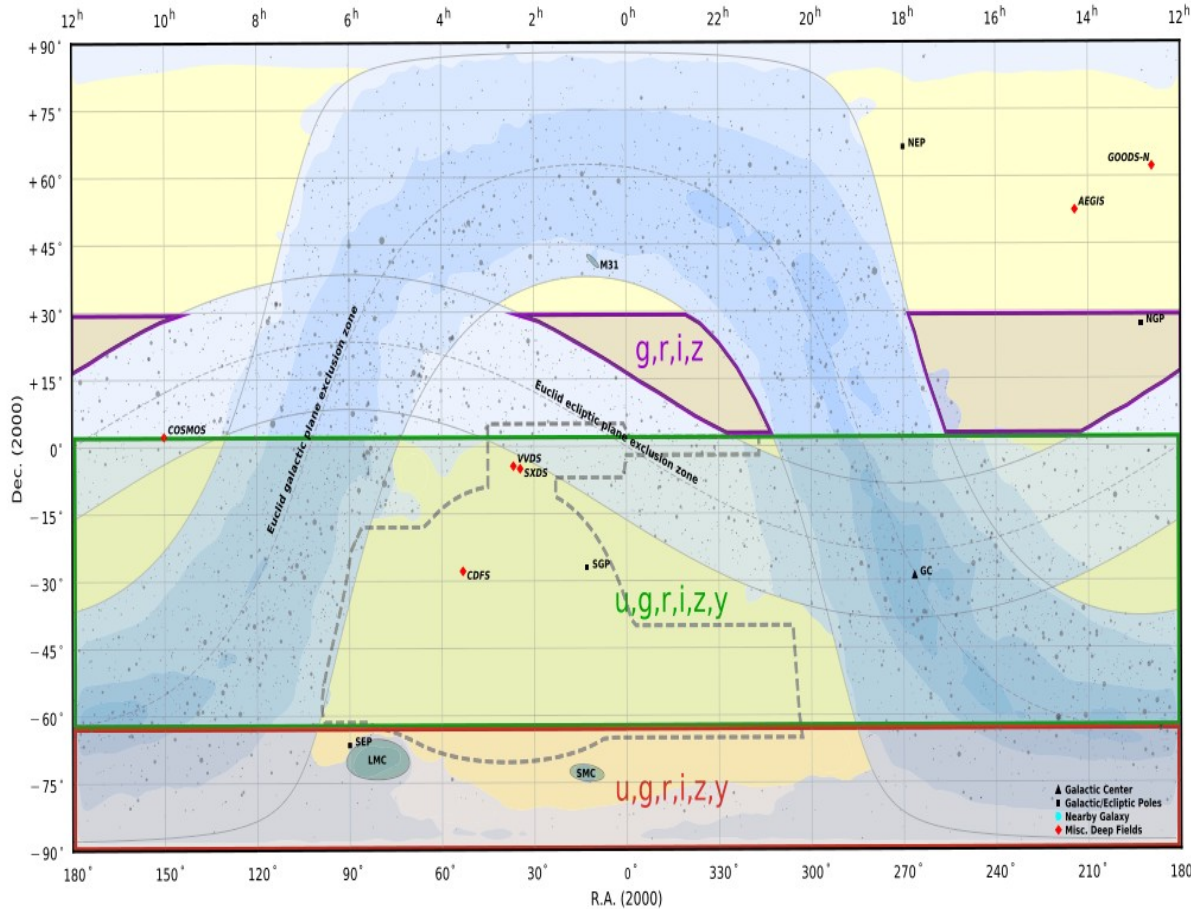 12h 10h 8h 6h 4h 2h 0h 22h 18h 16h 14h 12h
+90°
+75°
NEP
GOODS-N
+60°
AEGIS
+45°
M31
+30°
NGP
g,r,i,z
+15°
Euclid galactic plane exclusion zone
Euclid ecliptic plane exclusion zone
COSMOS
0°
VVDS
SXDS
Dec. (2000)
−15°
−30°
CDFS
SGP
GC
u,g,r,i,z,y
−45°
−60°
SEP
LMC
SMC
−75°
u,g,r,i,z,y
Galactic Center
Galactic/Ecliptic Poles
Nearby Galaxy
Misc. Deep Fields
−90°
180° 150° 120° 90° 60° 30° 0° 330° 300° 270° 240° 210° 180
R.A. (2000)